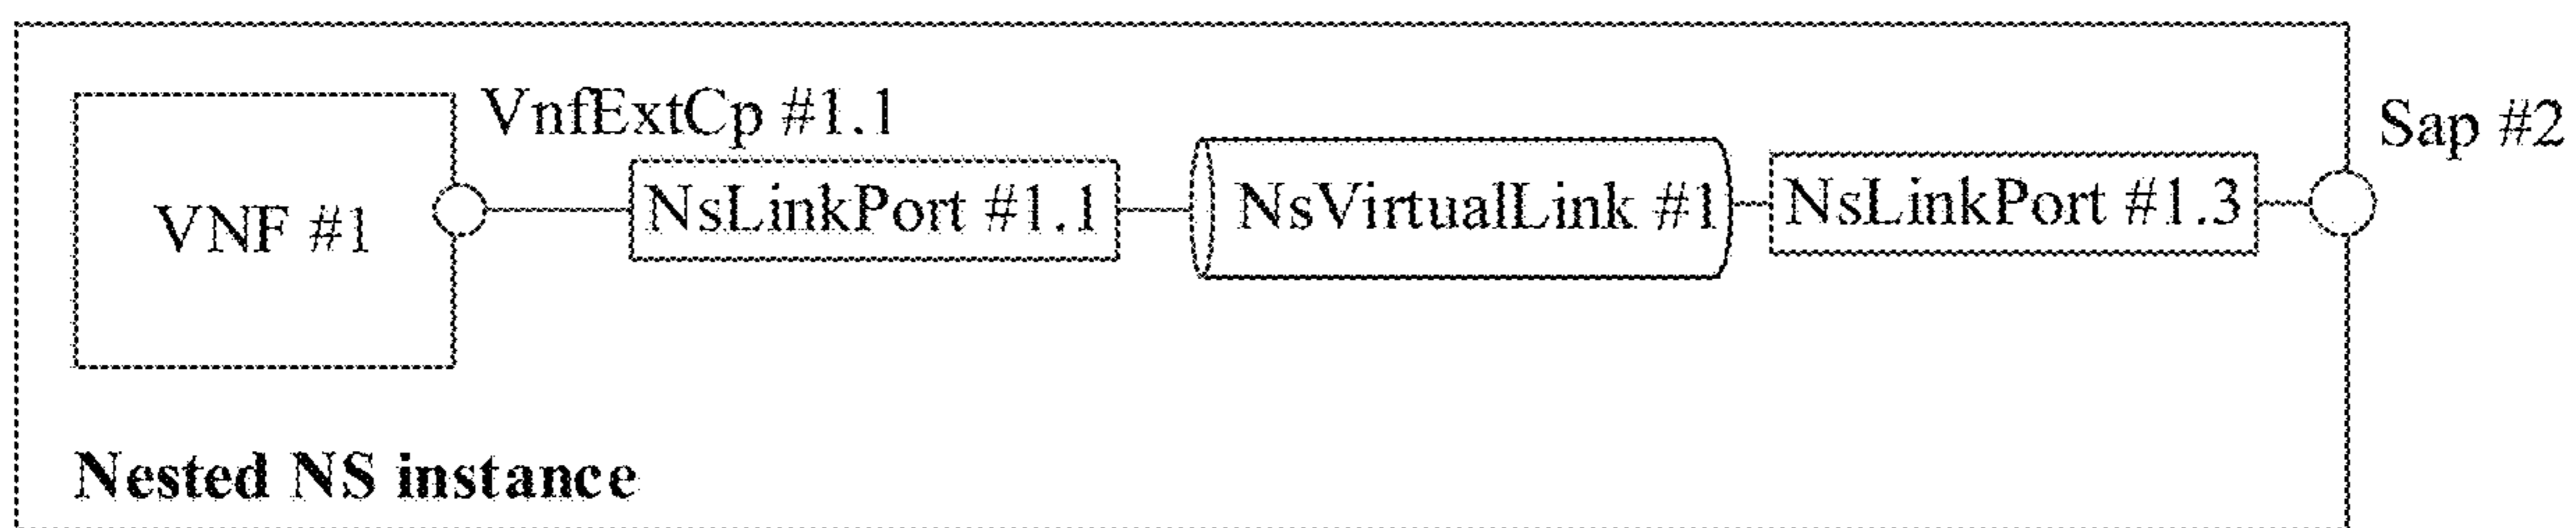 VnfExtCp #1.1
Sap #2
VNF #1
NsLinkPort #1.1
NsVirtualLink #1
NsLinkPort #1.3
Nested NS instance